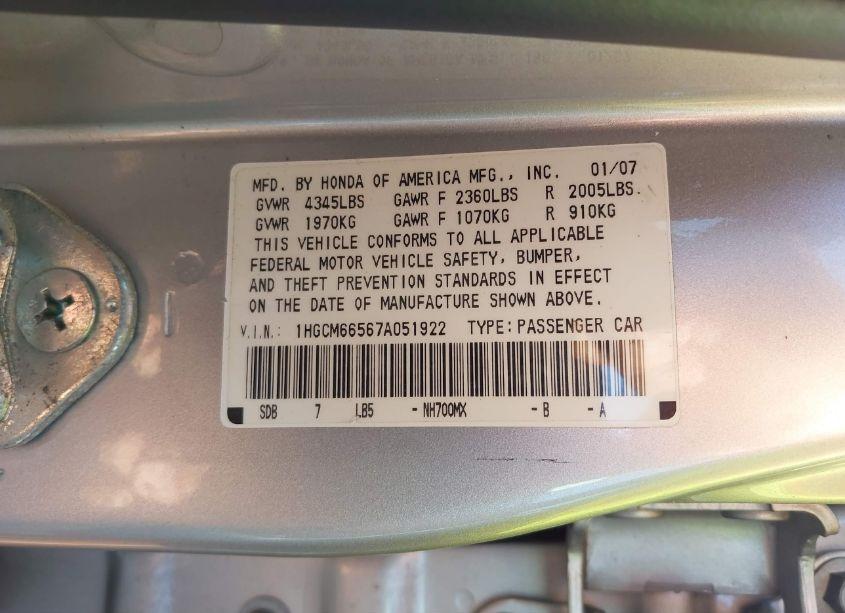 MFD. BY HONDA OF AMERICA MFG., INC. 01/07
GVWR 4345LBS GAWR F 2360LBS R 2005LBS.
GVWR 1970KG GAWR F 1070KG R 910KG
THIS VEHICLE CONFORMS TO ALL APPLICABLE
FEDERAL MOTOR VEHICLE SAFETY, BUMPER,
AND THEFT PREVENTION STANDARDS IN EFFECT
ON THE DATE OF MANUFACTURE SHOWN ABOVE.
V.I.N.: 1HGCM66567A051922 TYPE:PASSENGER CAR
SDB 7 LB5 -NH700MX -B -A